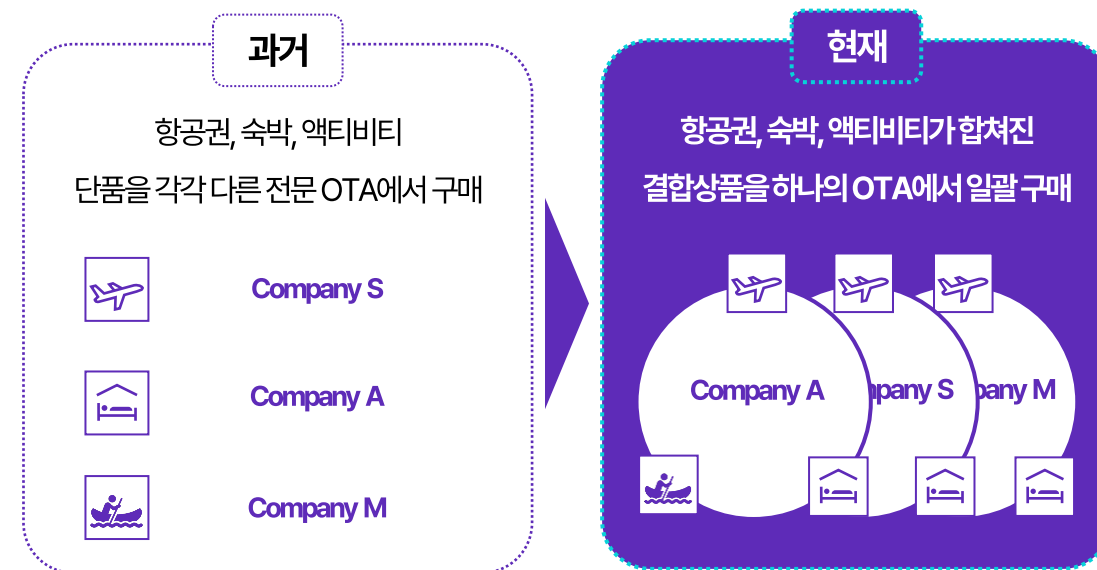 과거
항공권, 숙박, 액티비티
단품을 각각 다른 전문 OTA에서 구매
Company S
Company A
Company M
현재
항공권, 숙박, 액티비티가 합쳐진
결합상품을 하나의 OTA에서 일괄 구매
Company A
mpany S
pany M